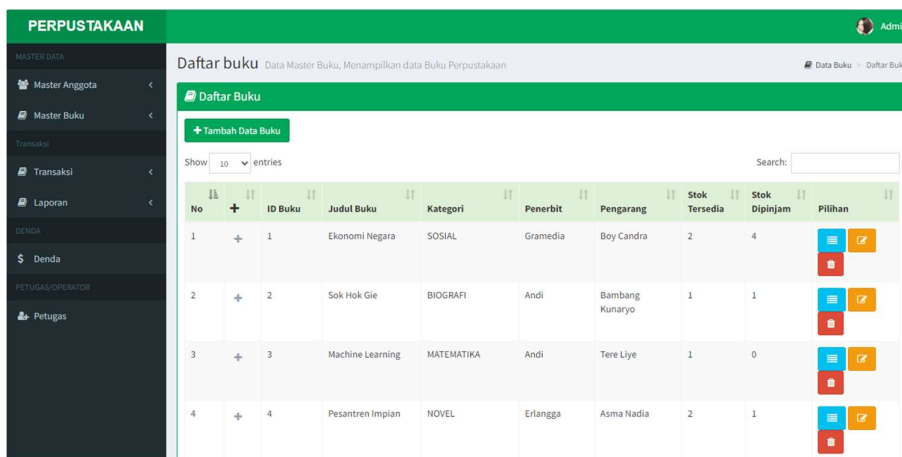 PERPUSTAKAAN
MASTER DATA
Master Anggota
Master Buku
Transaksi
Transaksi
Laporan
DENDA
$ Denda
PETUGAS/OPERATOR
Petugas
Admi
Daftar buku Data Master Buku, Menampilkan data Buku Perpustakaan
Data Buku > Daftar Buk
Daftar Buku
+ Tambah Data Buku
Show 10 entries Search:
No + ID Buku Judul Buku Kategori Penerbit Pengarang Stok Tersedia Stok Dipinjam Pilihan
1 + 1 Ekonomi Negara SOSIAL Gramedia Boy Candra 2 4
2 + 2 Sok Hok Gie BIOGRAFI Andi Bambang Kunaryo 1 1
3 + 3 Machine Learning MATEMATIKA Andi Tere Liye 1 0
4 + 4 Pesantren Impian NOVEL Erlangga Asma Nadia 2 1